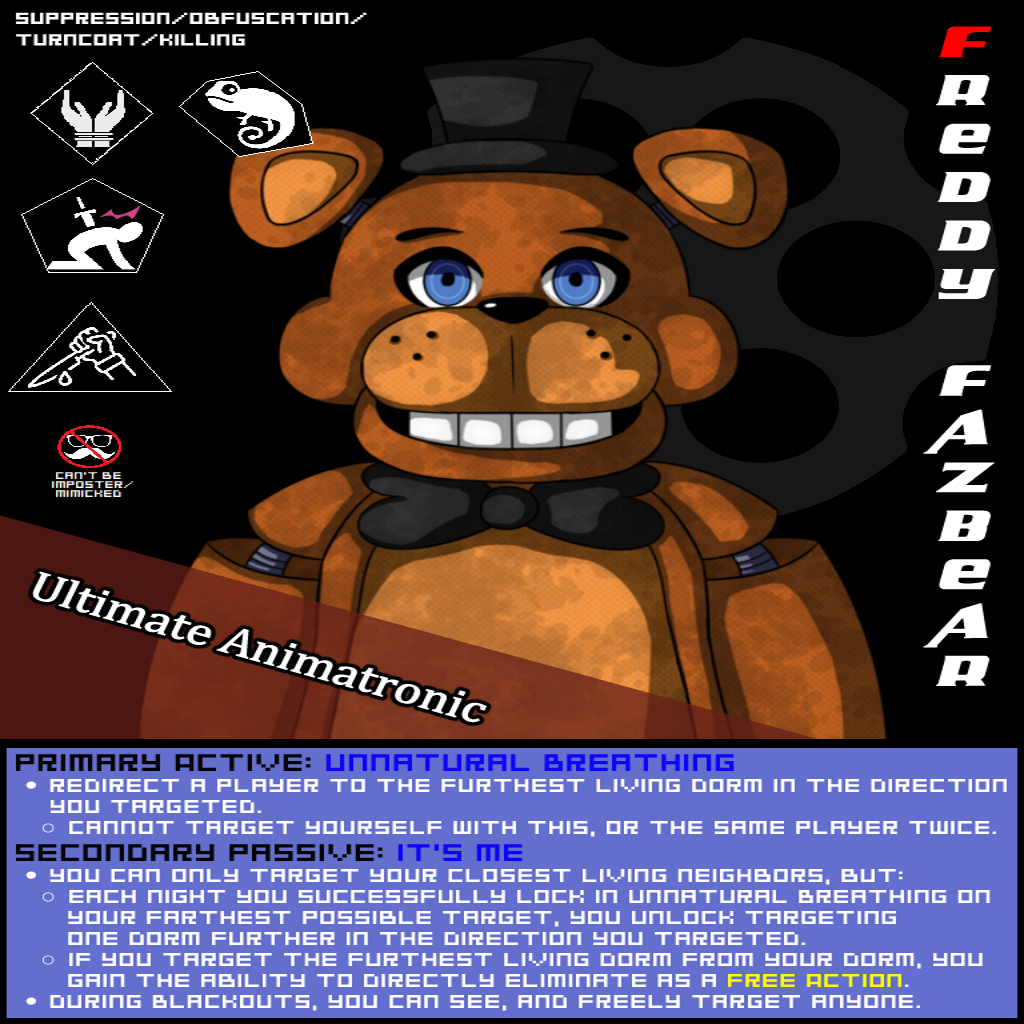 SUPPRESSION/OBFUSCATION/
TURNCOAT/KILLING
CAN'T BE
IMPOSTER/
MIMICKED
FREDDY FAZBEAR
Ultimate Animatronic
PRIMARY ACTIVE: UNNATURAL BREATHING
• REDIRECT A PLAYER TO THE FURTHEST LIVING DORM IN THE DIRECTION
YOU TARGETED.
○ CANNOT TARGET YOURSELF WITH THIS, OR THE SAME PLAYER TWICE.
SECONDARY PASSIVE: IT'S ME
• YOU CAN ONLY TARGET YOUR CLOSEST LIVING NEIGHBORS, BUT:
○ EACH NIGHT YOU SUCCESSFULLY LOCK IN UNNATURAL BREATHING ON
YOUR FARTHEST POSSIBLE TARGET, YOU UNLOCK TARGETING
ONE DORM FURTHER IN THE DIRECTION YOU TARGETED.
○ IF YOU TARGET THE FURTHEST LIVING DORM FROM YOUR DORM, YOU
GAIN THE ABILITY TO DIRECTLY ELIMINATE AS A FREE ACTION.
• DURING BLACKOUTS, YOU CAN SEE, AND FREELY TARGET ANYONE.